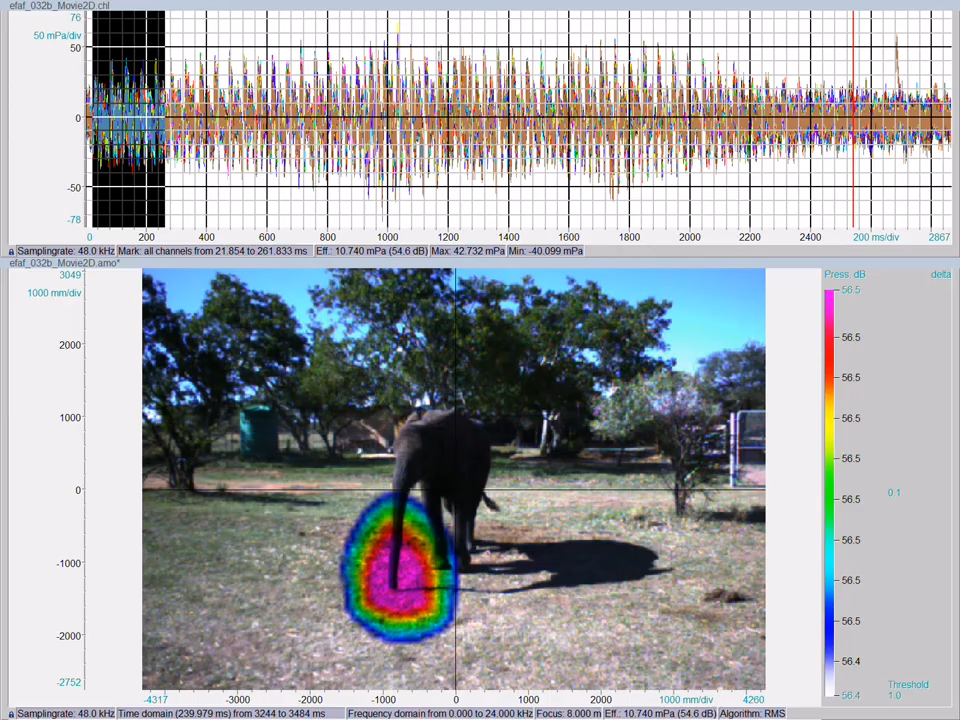 efaf_032b_Movie2D.chl
76
50 mPa/div
50
0
-50
-78
0 200 400 600 800 1000 1200 1400 1600 1800 2000 2200 2400 200 ms/div 2867
Samplingrate: 48.0 kHz Mark: all channels from 21.854 to 261.833 ms Eff.: 10.740 mPa (54.6 dB) Max: 42.732 mPa Min: -40.099 mPa
efaf_032b_Movie2D.amo*
3049
1000 mm/div
2000
1000
0
-1000
-2000
-2752
-4317 -3000 -2000 -1000 0 1000 2000 1000 mm/div 4260
Press. dB delta
56.5
56.5
56.5
56.5
56.5
56.5 0.1
56.5
56.5
56.5
56.4
56.4
Threshold
1.0
Samplingrate: 48.0 kHz Time domain (239.979 ms) from 3244 to 3484 ms Frequency domain from 0.000 to 24.000 kHz Focus: 8.000 m Eff.: 10.740 mPa (54.6 dB) Algorithm: RMS